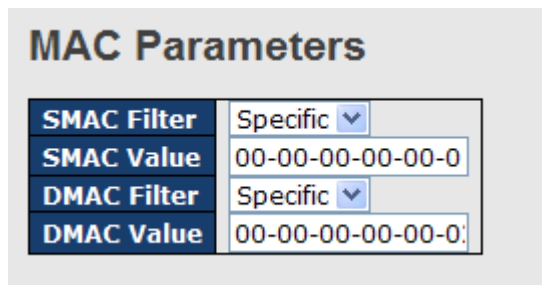 MAC Parameters
SMAC Filter Specific
SMAC Value 00-00-00-00-00-0
DMAC Filter Specific
DMAC Value 00-00-00-00-00-0